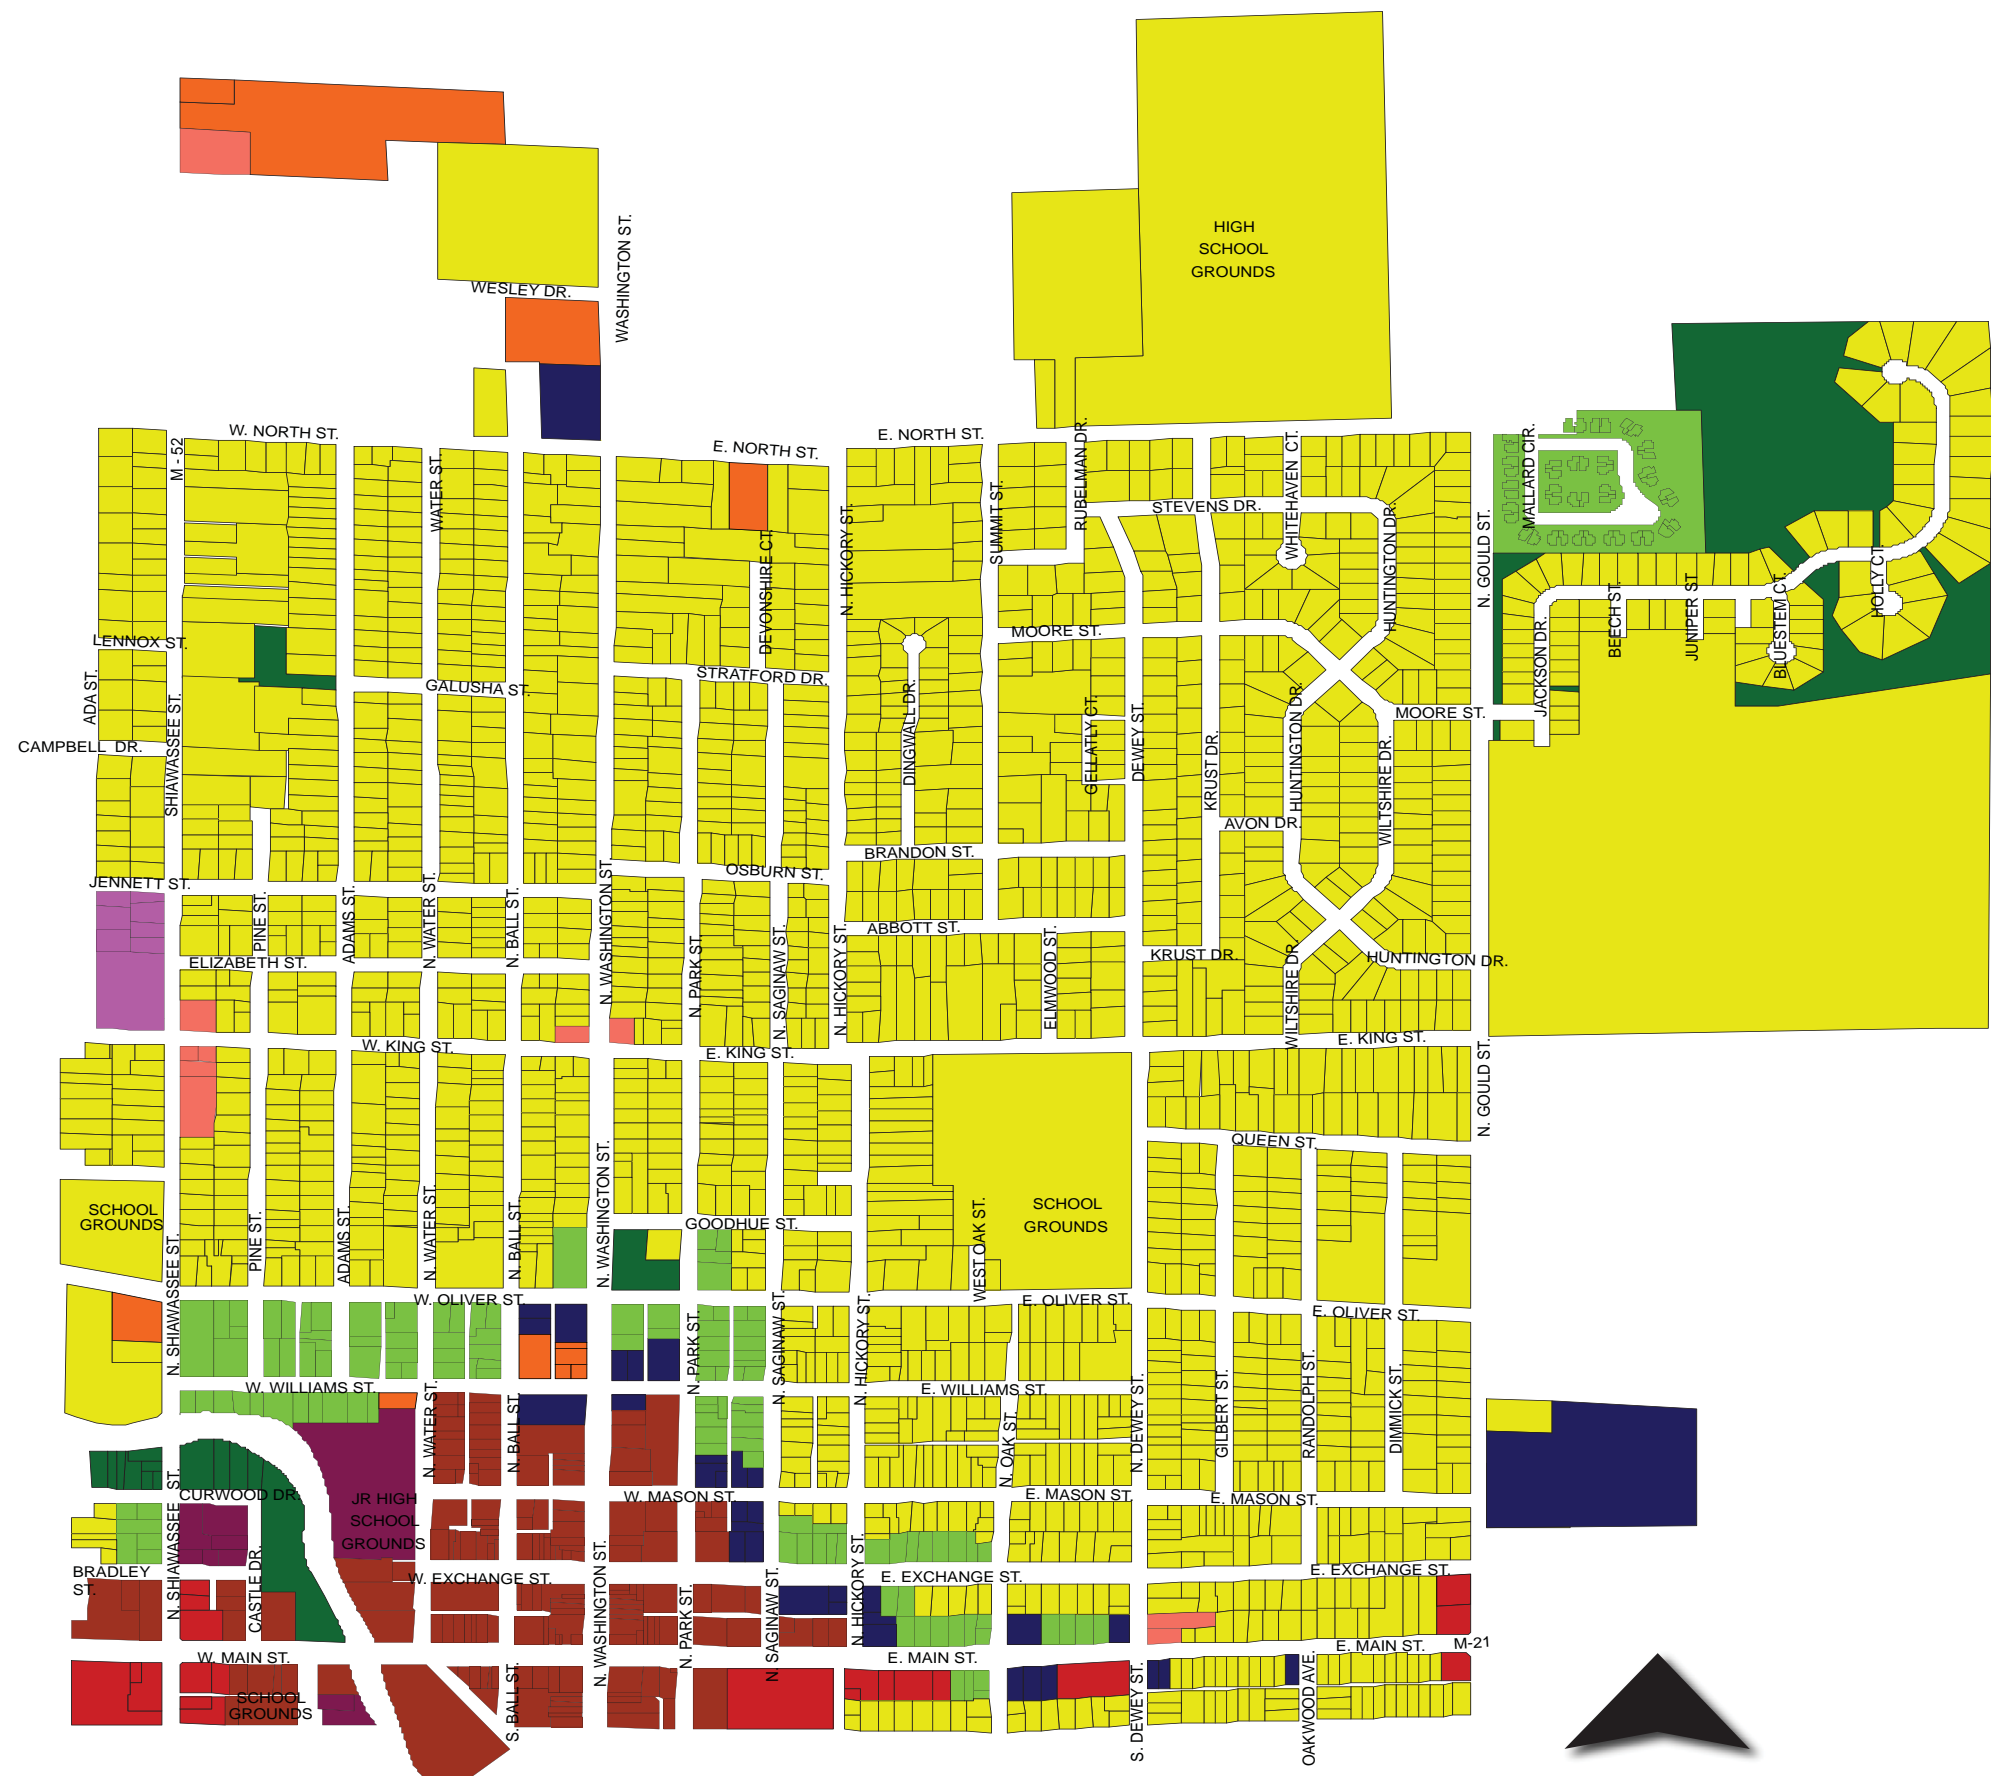 HIGH
SCHOOL
GROUNDS
WASHINGTON ST.
WESLEY DR.
W. NORTH ST.
M - 52
E. NORTH ST.
E. NORTH ST.
WATER ST.
RUBELMAN DR.
WHITEHAVEN CT.
MALLARD CIR.
SUMMIT ST.
STEVENS DR.
HUNTINGTON DR.
N. GOULD ST.
N. HICKORY ST.
DEVONSHIRE CT.
HOLLY CT.
BEECH ST.
JUNIPER ST.
BLUESTEM CT.
LENNOX ST.
MOORE ST.
JACKSON DR.
ADA ST.
STRATFORD DR.
GALUSHA ST.
MOORE ST.
SHIAWASSEE ST.
CAMPBELL DR.
DINGWALL DR.
GELLATLY CT.
DEWEY ST.
KRUST DR.
HUNTINGTON DR.
WILTSHIRE DR.
AVON DR.
BRANDON ST.
OSBURN ST.
JENNETT ST.
PINE ST.
ADAMS ST.
N. WATER ST.
N. BALL ST.
N. WASHINGTON ST.
N. PARK ST.
N. SAGINAW ST.
N. HICKORY ST.
ABBOTT ST.
ELMWOOD ST.
KRUST DR.
WILTSHIRE DR.
HUNTINGTON DR.
ELIZABETH ST.
W. KING ST.
E. KING ST.
E. KING ST.
N. GOULD ST.
QUEEN ST.
SCHOOL
GROUNDS
SCHOOL
GROUNDS
N. SHIAWASSEE ST.
PINE ST.
ADAMS ST.
N. WATER ST.
N. BALL ST.
N. WASHINGTON ST.
GOODHUE ST.
WEST OAK ST.
W. OLIVER ST.
E. OLIVER ST.
E. OLIVER ST.
N. PARK ST.
N. SAGINAW ST.
N. HICKORY ST.
W. WILLIAMS ST.
E. WILLIAMS ST.
N. WATER ST.
N. BALL ST.
N. OAK ST.
N. DEWEY ST.
GILBERT ST.
RANDOLPH ST.
DIMMICK ST.
CURWOOD DR.
JR HIGH
SCHOOL
GROUNDS
W. MASON ST.
E. MASON ST.
E. MASON ST.
N. SHIAWASSEE ST.
BRADLEY
ST.
CASTLE DR.
W. EXCHANGE ST.
E. EXCHANGE ST.
E. EXCHANGE ST.
N. WASHINGTON ST.
N. PARK ST.
N. SAGINAW ST.
N. HICKORY ST.
W. MAIN ST.
E. MAIN ST.
E. MAIN ST.
M-21
SCHOOL
GROUNDS
S. BALL ST.
S. DEWEY ST.
OAKWOOD AVE.